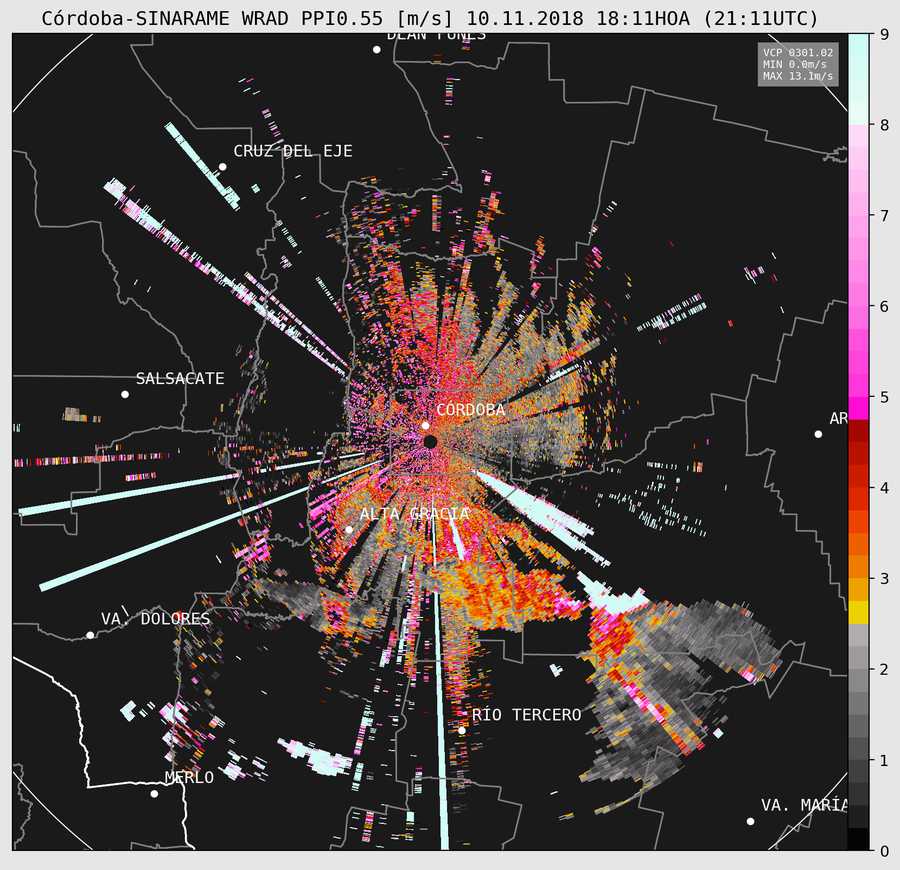 Córdoba-SINARAME WRAD PPI0.55 [m/s] 10.11.2018 18:11HOA (21:11UTC)
DEAN FUNES
VCP 0301.02
MIN 0.0m/s
MAX 13.1m/s
9
8
CRUZ DEL EJE
7
6
SALSACATE
5
CÓRDOBA
AR
4
ALTA GRACIA
3
VA. DOLORES
2
RÍO TERCERO
1
MERLO
VA. MARÍA
0